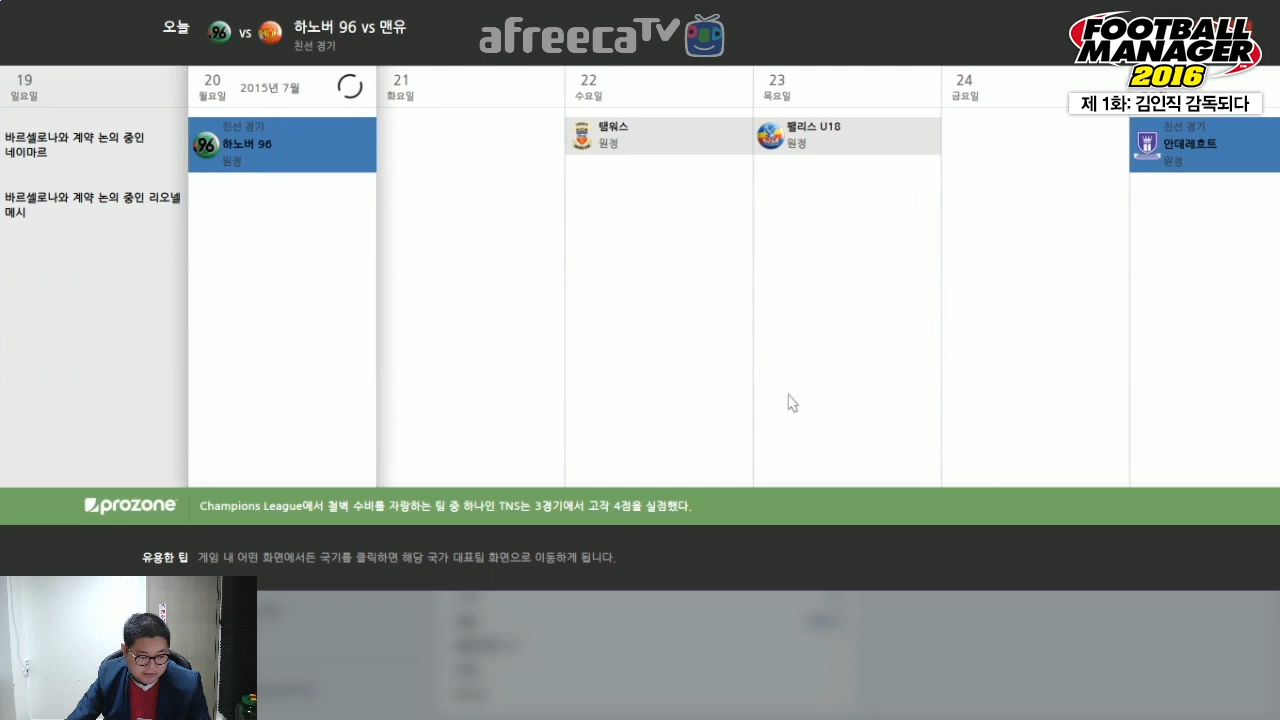 오늘
96 vs
하노버 96 vs 맨유
친선 경기
afreecaTV
FOOTBALL
MANAGER
2016
제 1화: 김인직 감독되다
19
일요일
20
월요일
2015년 7월
21
화요일
22
수요일
23
목요일
24
금요일
바르셀로나와 계약 논의 중인
네이마르
바르셀로나와 계약 논의 중인 리오넬
메시
친선 경기
96
하노버 96
원정
탬워스
원정
팰리스 U18
원정
친선 경기
안데레흐트
원정
prozone
Champions League에서 철벽 수비를 자랑하는 팀 중 하나인 TNS는 3경기에서 고작 4점을 실점했다.
유용한 팁
게임 내 어떤 화면에서든 국기를 클릭하면 해당 국가 대표팀 화면으로 이동하게 됩니다.